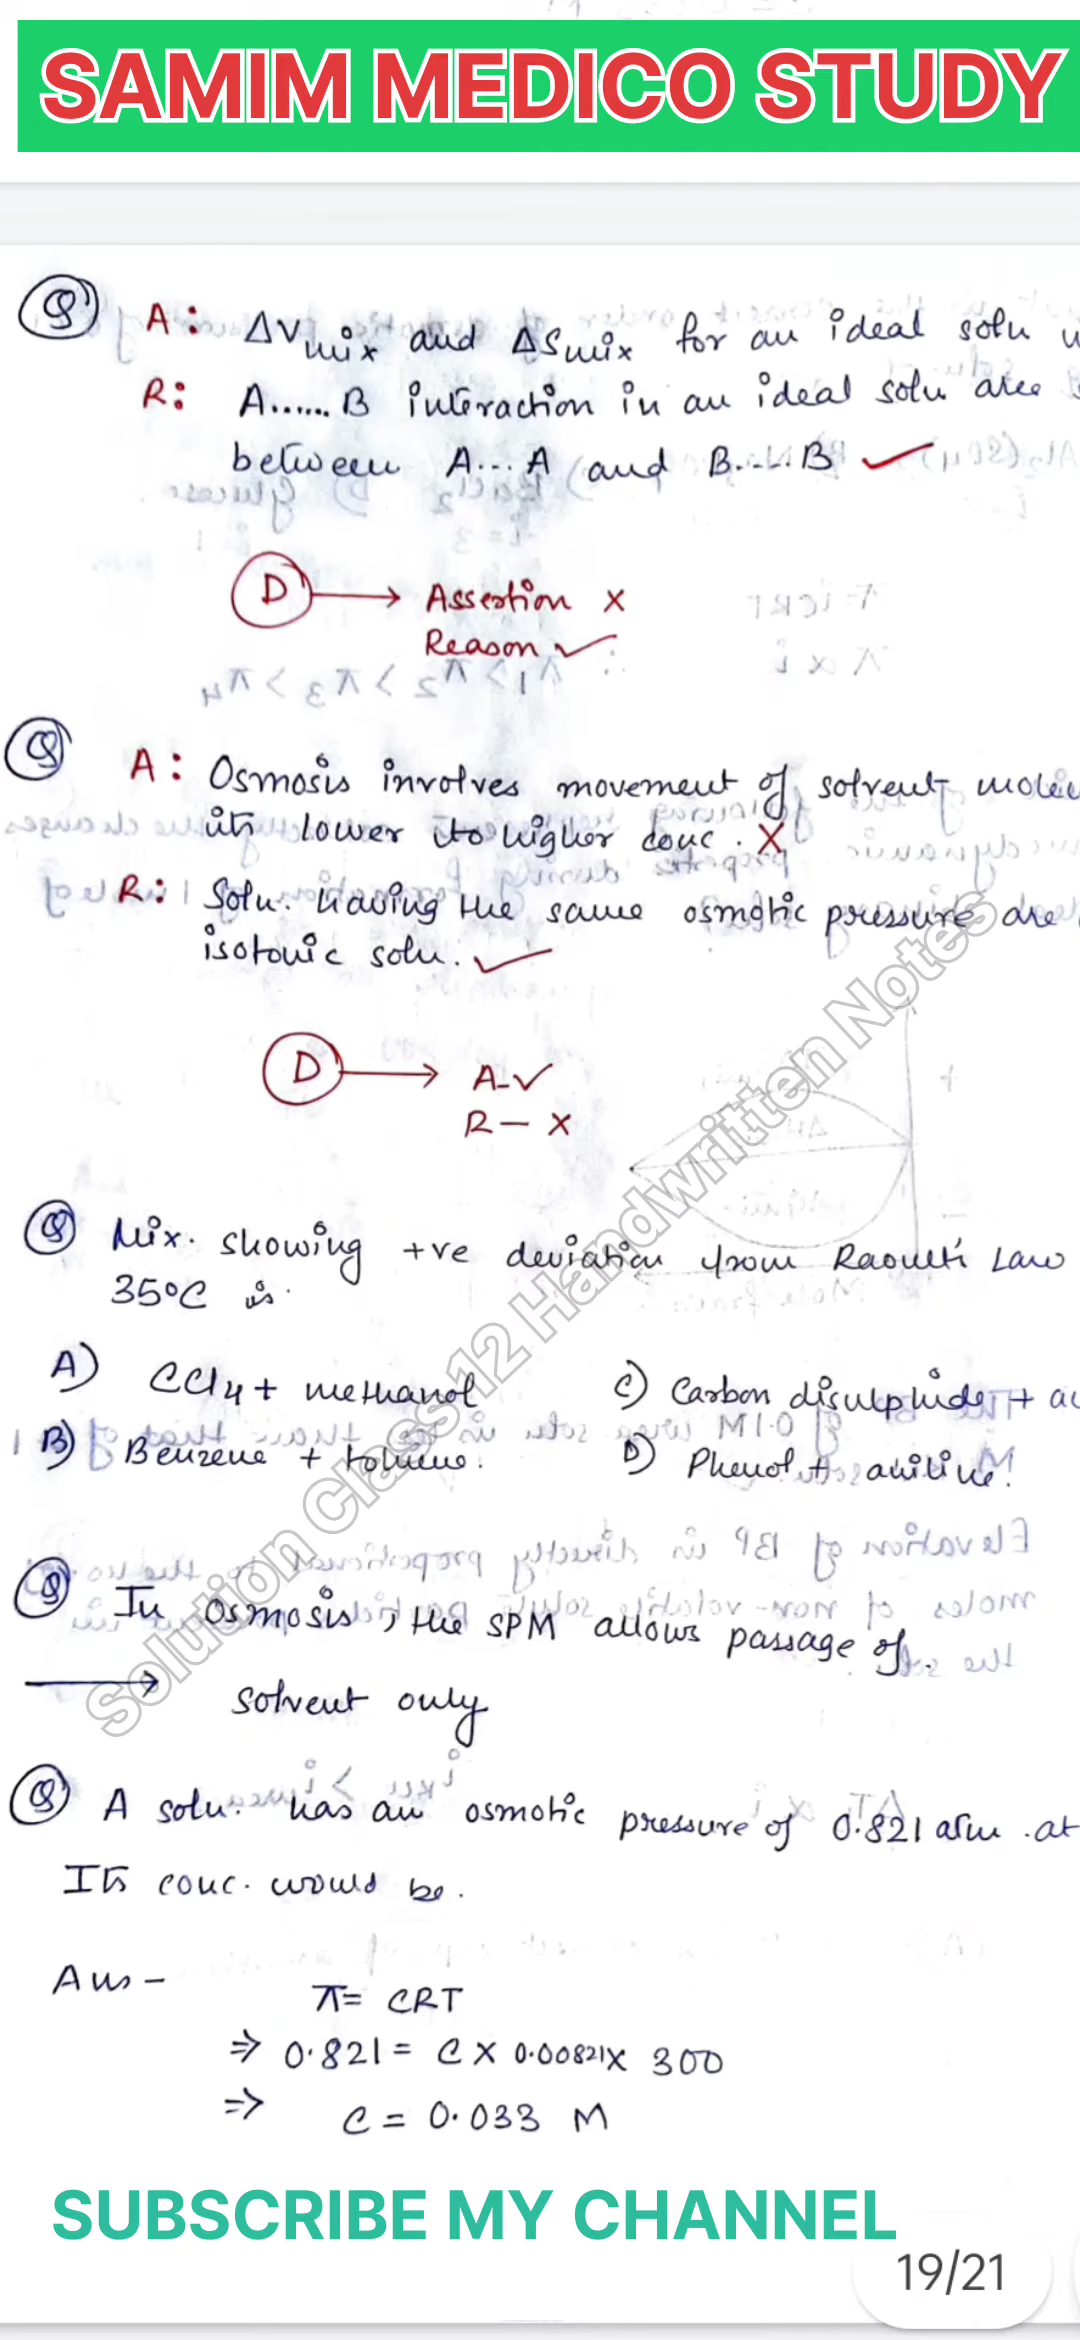 SAMIM MEDICO STUDY
Q A: ΔVmix and ΔSmix for an ideal soln
R: A......B interaction in an ideal soln are
between A...A and B....B ✓
D → Assertion X
Reason ✓
Q A: Osmosis involves movement of solvent
its lower to higher conc. X
R: Soln. having the same osmotic pressure are
isotonic soln. ✓
D → A-✓
R - X
Q Mix. showing +ve deviation from Raoult's Law
35°C is.
A) CCl4 + methanol
C) Carbon disulphide +
B) Benzene + toluene.
D) Phenol + aniline.
Q In Osmosis, the SPM allows passage of.
→ solvent only
Q A soln. has an osmotic pressure of 0.821 atm .at
Its conc. would be.
Ans -
π = CRT
⇒ 0.821 = C X 0.00821X 300
⇒ C = 0.033 M
Solution Class 12 Handwritten Notes
SUBSCRIBE MY CHANNEL
19/21